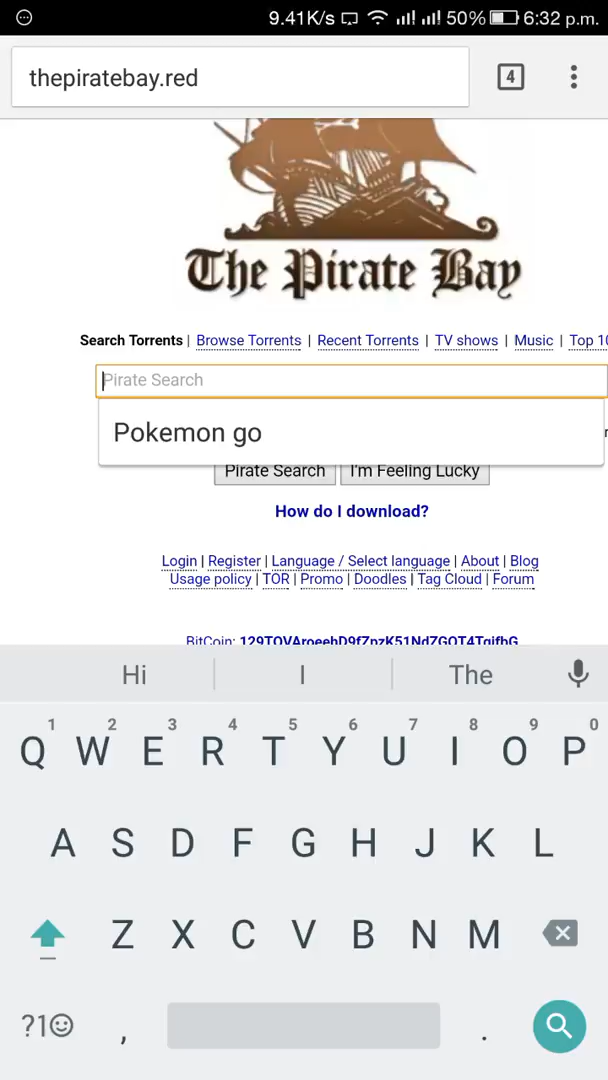 9.41K/s 50% 6:32 p.m.
thepiratebay.red 4
The Pirate Bay
Search Torrents | Browse Torrents | Recent Torrents | TV shows | Music | Top 10
Pirate Search
Pokemon go
Pirate Search I'm Feeling Lucky
How do I download?
Login | Register | Language / Select language | About | Blog
Usage policy | TOR | Promo | Doodles | Tag Cloud | Forum
BitCoin:
Hi I The
1 2 3 4 5 6 7 8 9 0
Q W E R T Y U I O P
A S D F G H J K L
Z X C V B N M
?1☺ , .